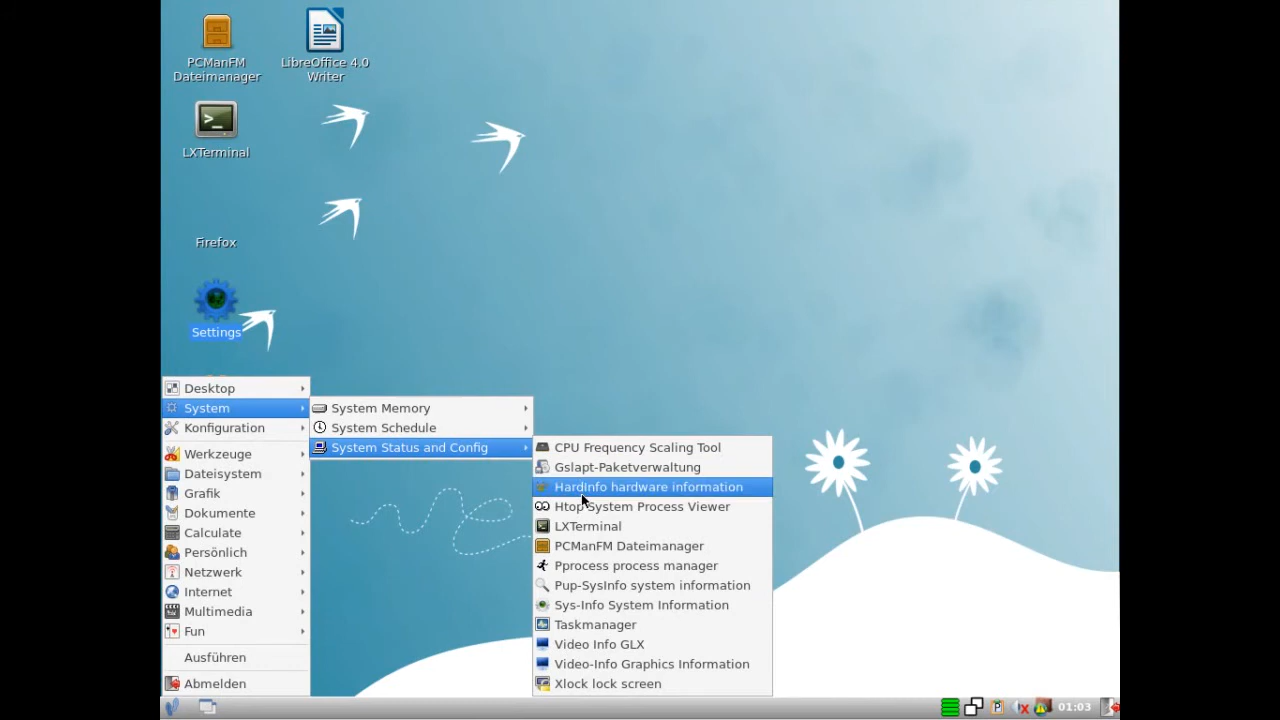 PCManFM
Dateimanager
LibreOffice 4.0
Writer
LXTerminal
Firefox
Settings
Desktop
System
Konfiguration
Werkzeuge
Dateisystem
Grafik
Dokumente
Calculate
Persönlich
Netzwerk
Internet
Multimedia
Fun
Ausführen
Abmelden
System Memory
System Schedule
System Status and Config
CPU Frequency Scaling Tool
Gslapt-Paketverwaltung
HardInfo hardware information
Htop System Process Viewer
LXTerminal
PCManFM Dateimanager
Pprocess process manager
Pup-SysInfo system information
Sys-Info System Information
Taskmanager
Video Info GLX
Video-Info Graphics Information
Xlock lock screen
01:03